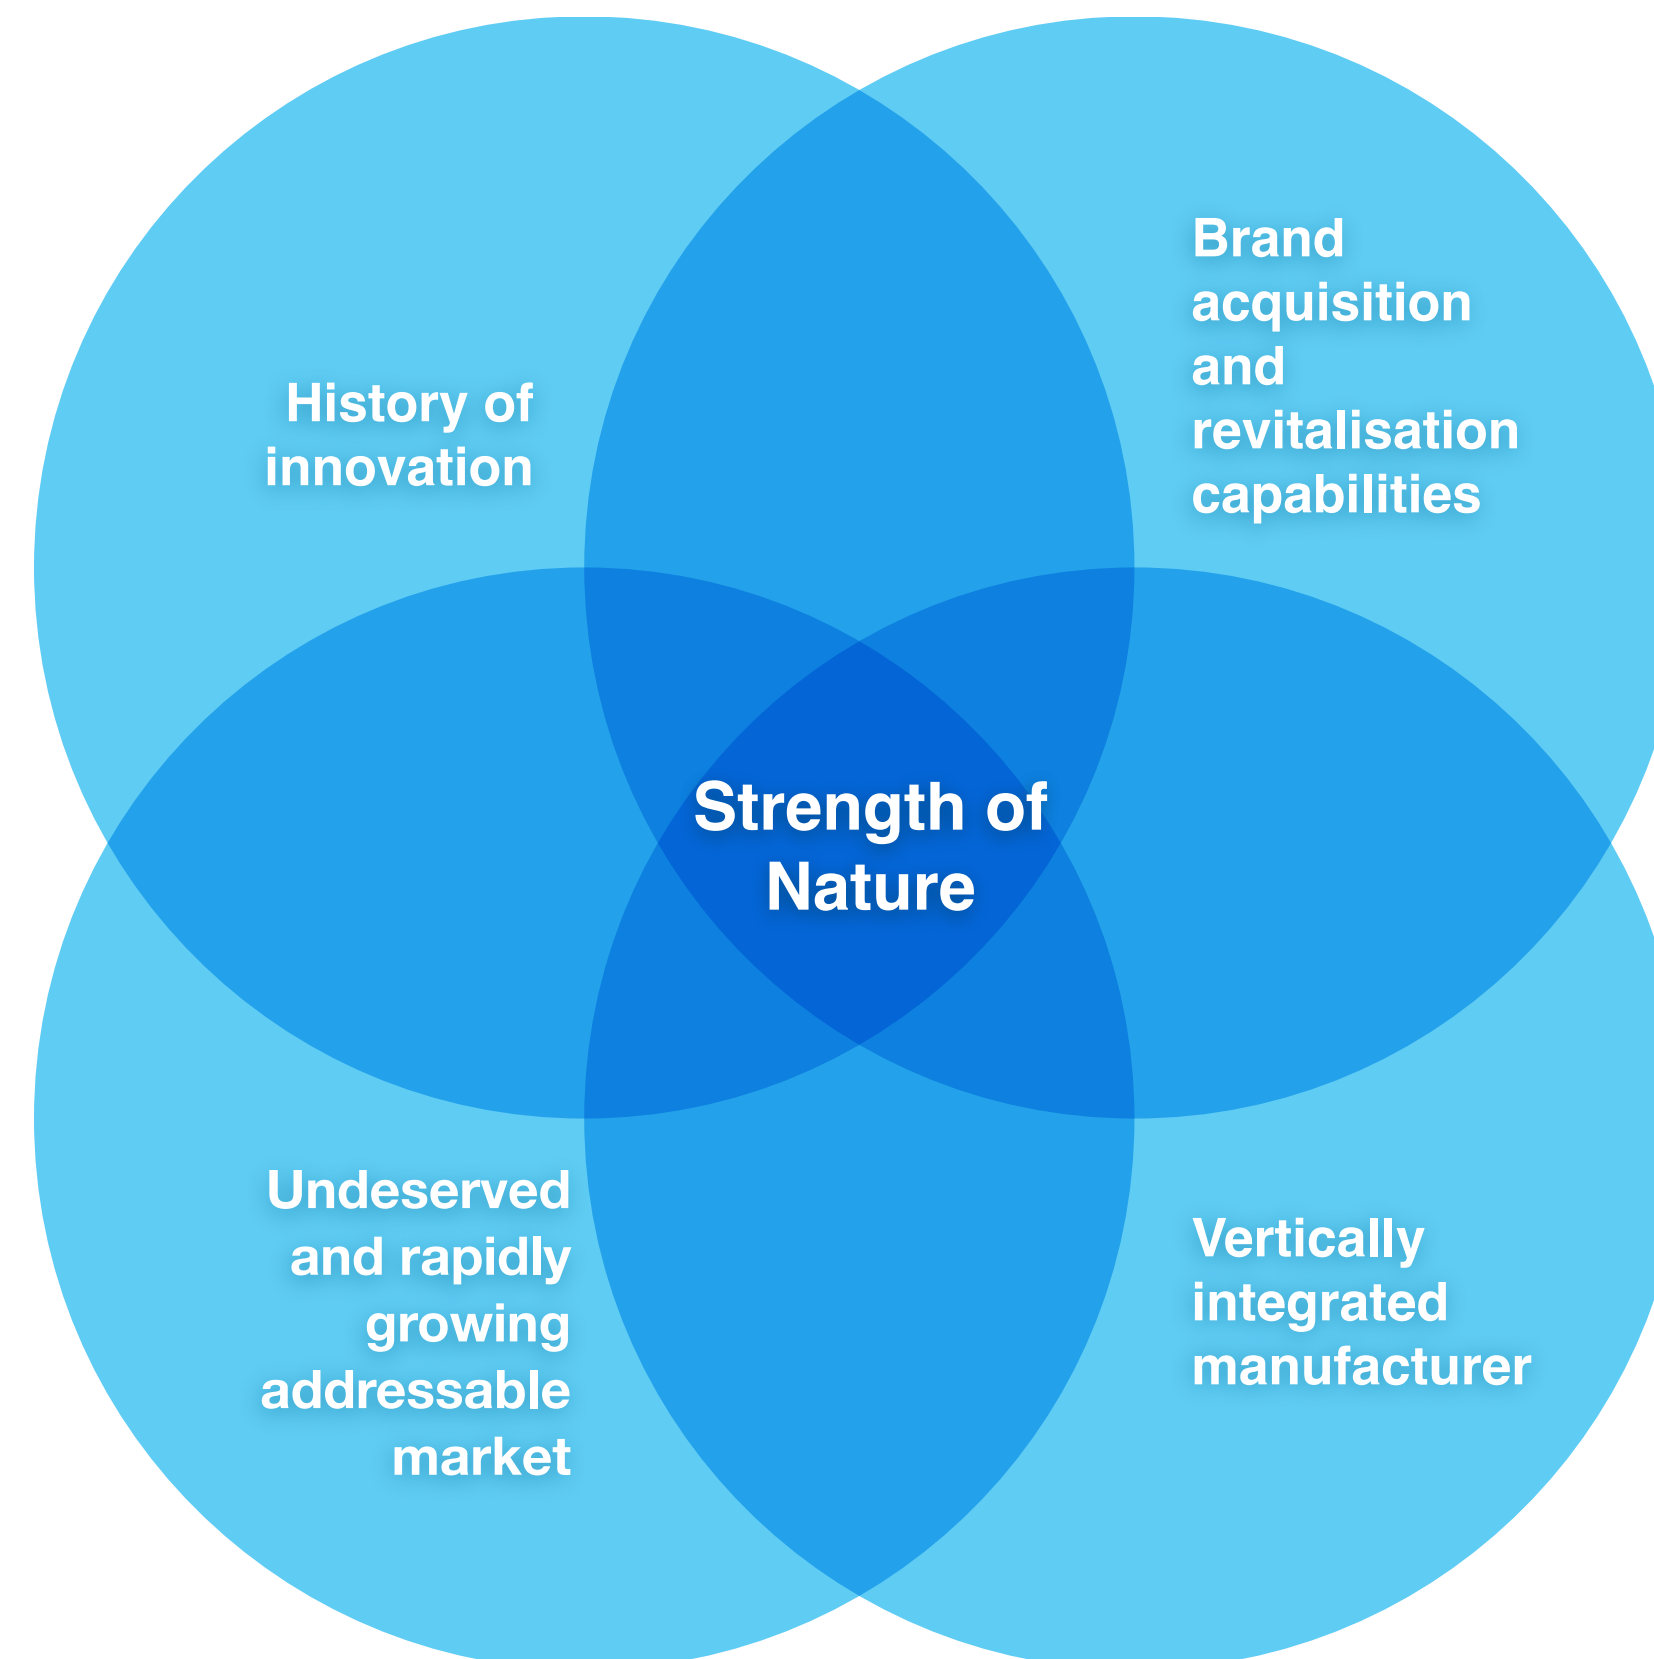 History of
innovation
Brand
acquisition
and
revitalisation
capabilities
Strength of
Nature
Undeserved
and rapidly
growing
addressable
market
Vertically
integrated
manufacturer